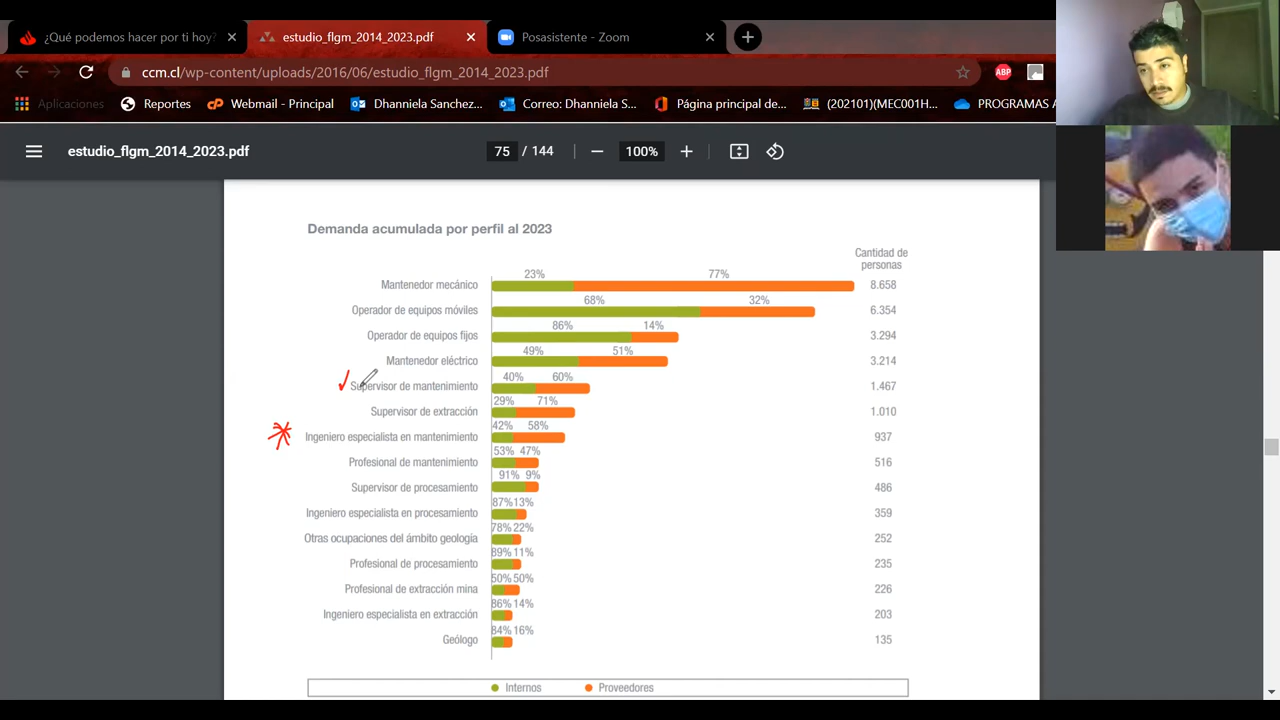 ¿Qué podemos hacer por ti hoy?
estudio_flgm_2014_2023.pdf
Posasistente - Zoom
ccm.cl/wp-content/uploads/2016/06/estudio_flgm_2014_2023.pdf
ABP
Aplicaciones
Reportes
Webmail - Principal
Dhanniela Sanchez...
Correo: Dhanniela S...
Página principal de...
(202101)(MEC001H...
PROGRAMAS A
estudio_flgm_2014_2023.pdf
75 / 144
100%
Demanda acumulada por perfil al 2023
Cantidad de
personas
23% 77%
Mantenedor mecánico 8.658
68% 32%
Operador de equipos móviles 6.354
86% 14%
Operador de equipos fijos 3.294
49% 51%
Mantenedor eléctrico 3.214
40% 60%
Supervisor de mantenimiento 1.467
29% 71%
Supervisor de extracción 1.010
42% 58%
Ingeniero especialista en mantenimiento 937
53% 47%
Profesional de mantenimiento 516
91% 9%
Supervisor de procesamiento 486
87% 13%
Ingeniero especialista en procesamiento 359
78% 22%
Otras ocupaciones del ámbito geología 252
89% 11%
Profesional de procesamiento 235
50% 50%
Profesional de extracción mina 226
86% 14%
Ingeniero especialista en extracción 203
84% 16%
Geólogo 135
Internos Proveedores